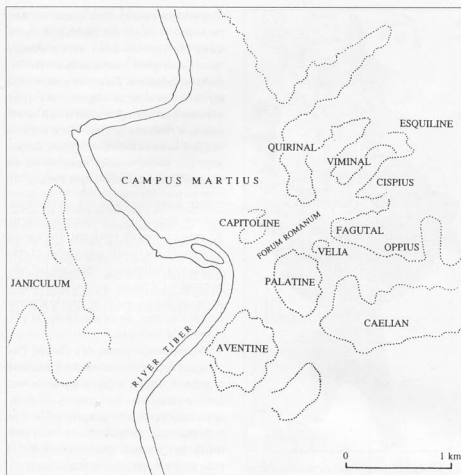 ESQUILINE
QUIRINAL
VIMINAL
CAMPUS MARTIUS
CISPIUS
CAPITOLINE
FORUM ROMANUM
FAGUTAL
OPPIUS
VELIA
JANICULUM
PALATINE
CAELIAN
RIVER TIBER
AVENTINE
0 1 km